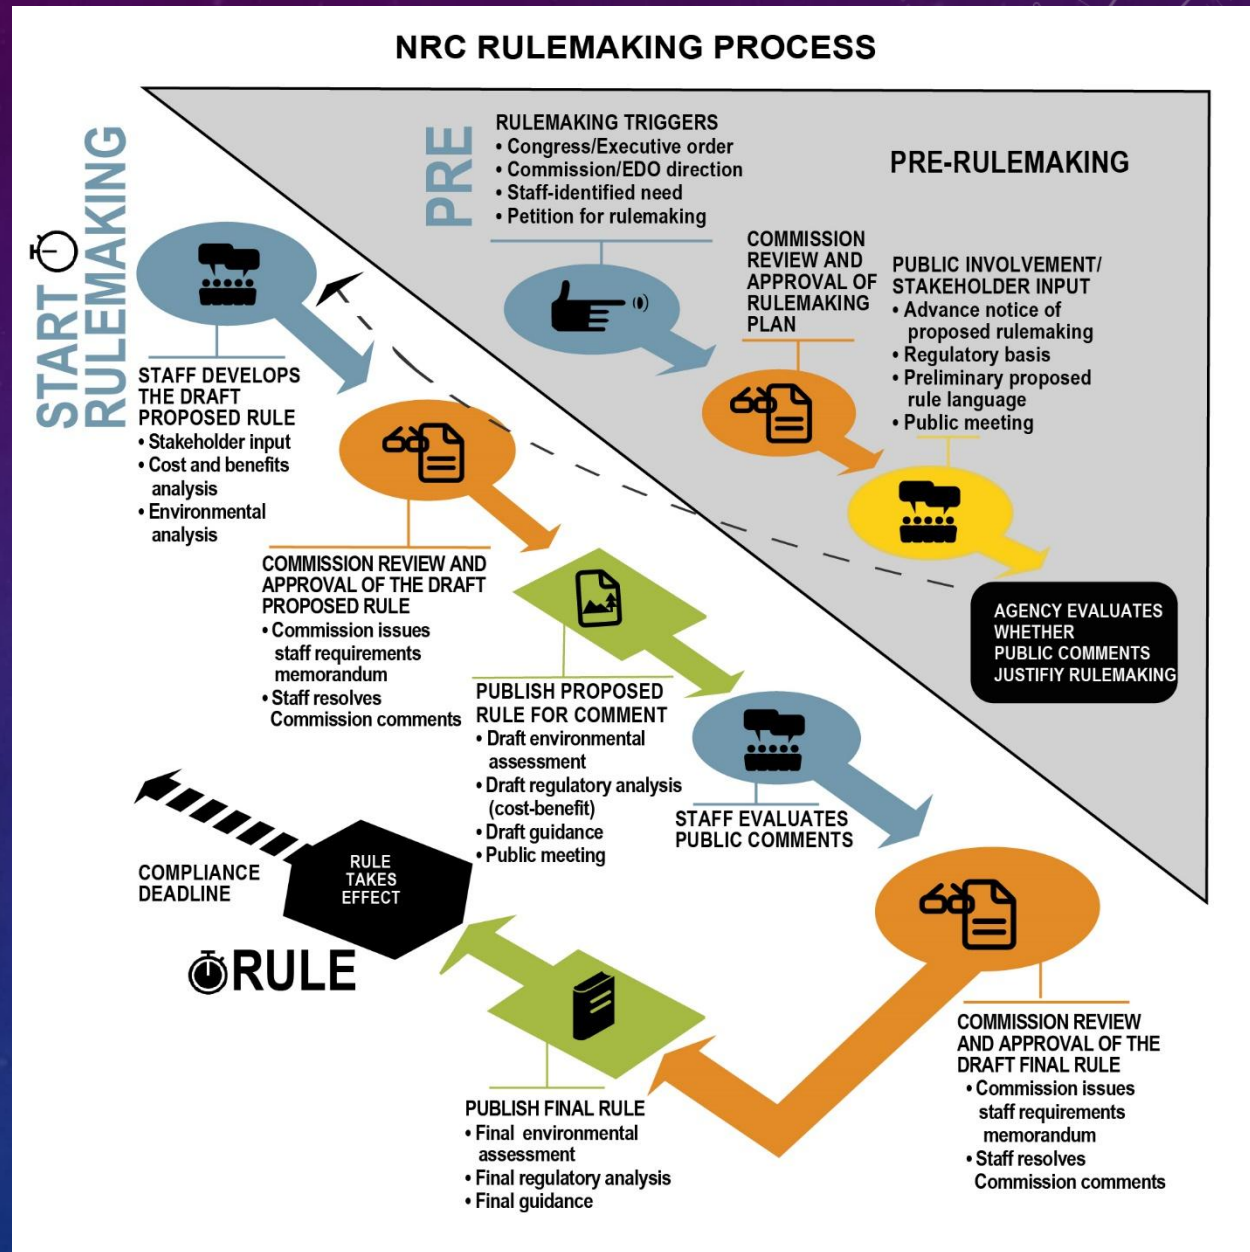 NRC RULEMAKING PROCESS
PRE
RULEMAKING TRIGGERS
• Congress/Executive order
• Commission/EDO direction
• Staff-identified need
• Petition for rulemaking
PRE-RULEMAKING
COMMISSION
REVIEW AND
APPROVAL OF
RULEMAKING
PLAN
PUBLIC INVOLVEMENT/
STAKEHOLDER INPUT
• Advance notice of
proposed rulemaking
• Regulatory basis
• Preliminary proposed
rule language
• Public meeting
AGENCY EVALUATES
WHETHER
PUBLIC COMMENTS
JUSTIFIY RULEMAKING
START
RULEMAKING
STAFF DEVELOPS
THE DRAFT
PROPOSED RULE
• Stakeholder input
• Cost and benefits
analysis
• Environmental
analysis
COMMISSION REVIEW AND
APPROVAL OF THE DRAFT
PROPOSED RULE
• Commission issues
staff requirements
memorandum
• Staff resolves
Commission comments
PUBLISH PROPOSED
RULE FOR COMMENT
• Draft environmental
assessment
• Draft regulatory analysis
(cost-benefit)
• Draft guidance
• Public meeting
STAFF EVALUATES
PUBLIC COMMENTS
COMMISSION REVIEW
AND APPROVAL OF THE
DRAFT FINAL RULE
• Commission issues
staff requirements
memorandum
• Staff resolves
Commission comments
PUBLISH FINAL RULE
• Final environmental
assessment
• Final regulatory analysis
• Final guidance
RULE
TAKES
EFFECT
RULE
COMPLIANCE
DEADLINE